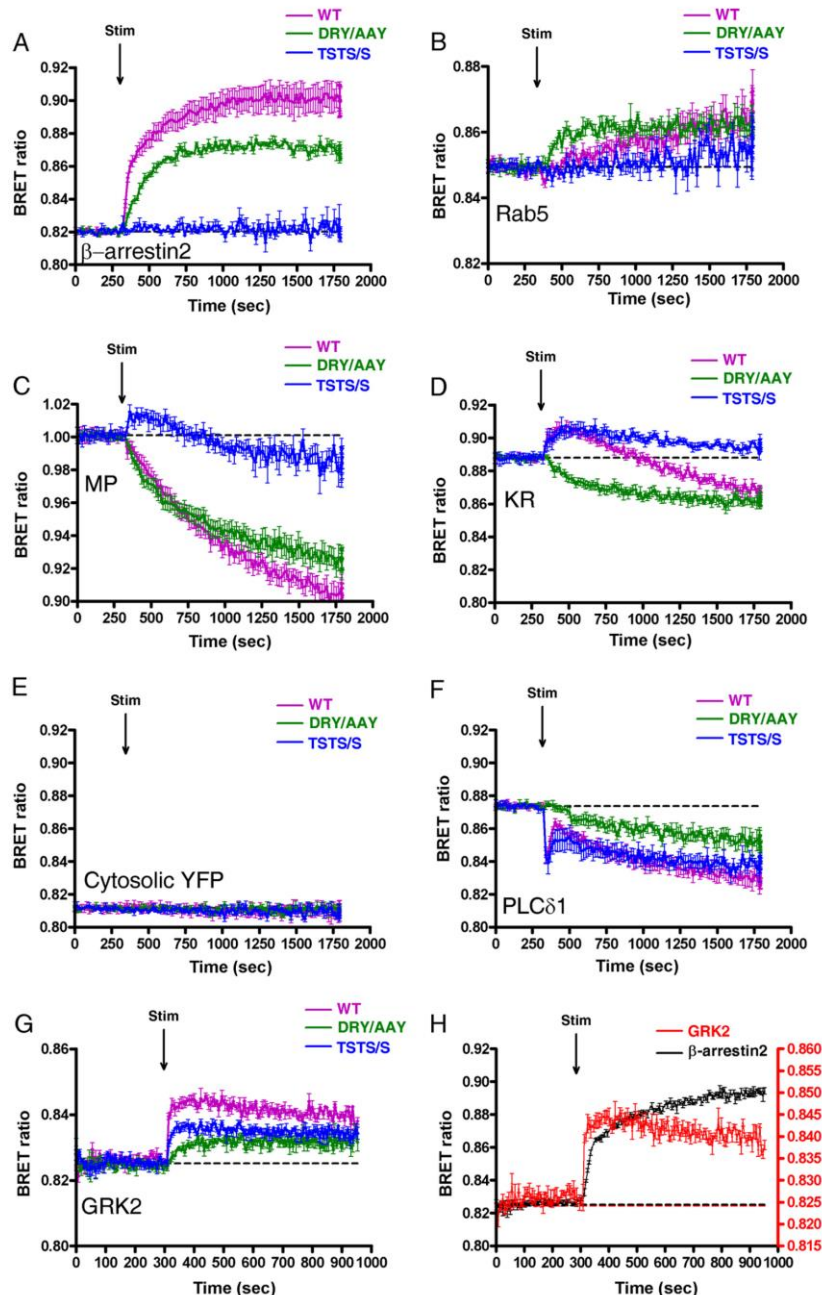 A
Stim
WT
DRY/AAY
TSTS/S
BRET ratio
0.92
0.90
0.88
0.86
0.84
0.82
0.80
β–arrestin2
0 250 500 750 1000 1250 1500 1750 2000
Time (sec)
B
Stim
WT
DRY/AAY
TSTS/S
BRET ratio
0.88
0.86
0.84
0.82
Rab5
0 250 500 750 1000 1250 1500 1750 2000
Time (sec)
C
Stim
WT
DRY/AAY
TSTS/S
BRET ratio
1.02
1.00
0.98
0.96
0.94
0.92
0.90
MP
0 250 500 750 1000 1250 1500 1750 2000
Time (sec)
D
Stim
WT
DRY/AAY
TSTS/S
BRET ratio
0.92
0.90
0.88
0.86
0.84
0.82
0.80
KR
0 250 500 750 1000 1250 1500 1750 2000
Time (sec)
E
Stim
WT
DRY/AAY
TSTS/S
BRET ratio
0.92
0.90
0.88
0.86
0.84
0.82
0.80
Cytosolic YFP
0 250 500 750 1000 1250 1500 1750 2000
Time (sec)
F
Stim
WT
DRY/AAY
TSTS/S
BRET ratio
0.92
0.90
0.88
0.86
0.84
0.82
0.80
PLCδ1
0 250 500 750 1000 1250 1500 1750 2000
Time (sec)
G
Stim
WT
DRY/AAY
TSTS/S
BRET ratio
0.86
0.84
0.82
0.80
GRK2
0 100 200 300 400 500 600 700 800 900 1000
Time (sec)
H
Stim
GRK2
β-arrestin2
BRET ratio
0.92
0.90
0.88
0.86
0.84
0.82
0.80
0.860
0.855
0.850
0.845
0.840
0.835
0.830
0.825
0.820
0.815
0 100 200 300 400 500 600 700 800 900 1000
Time (sec)